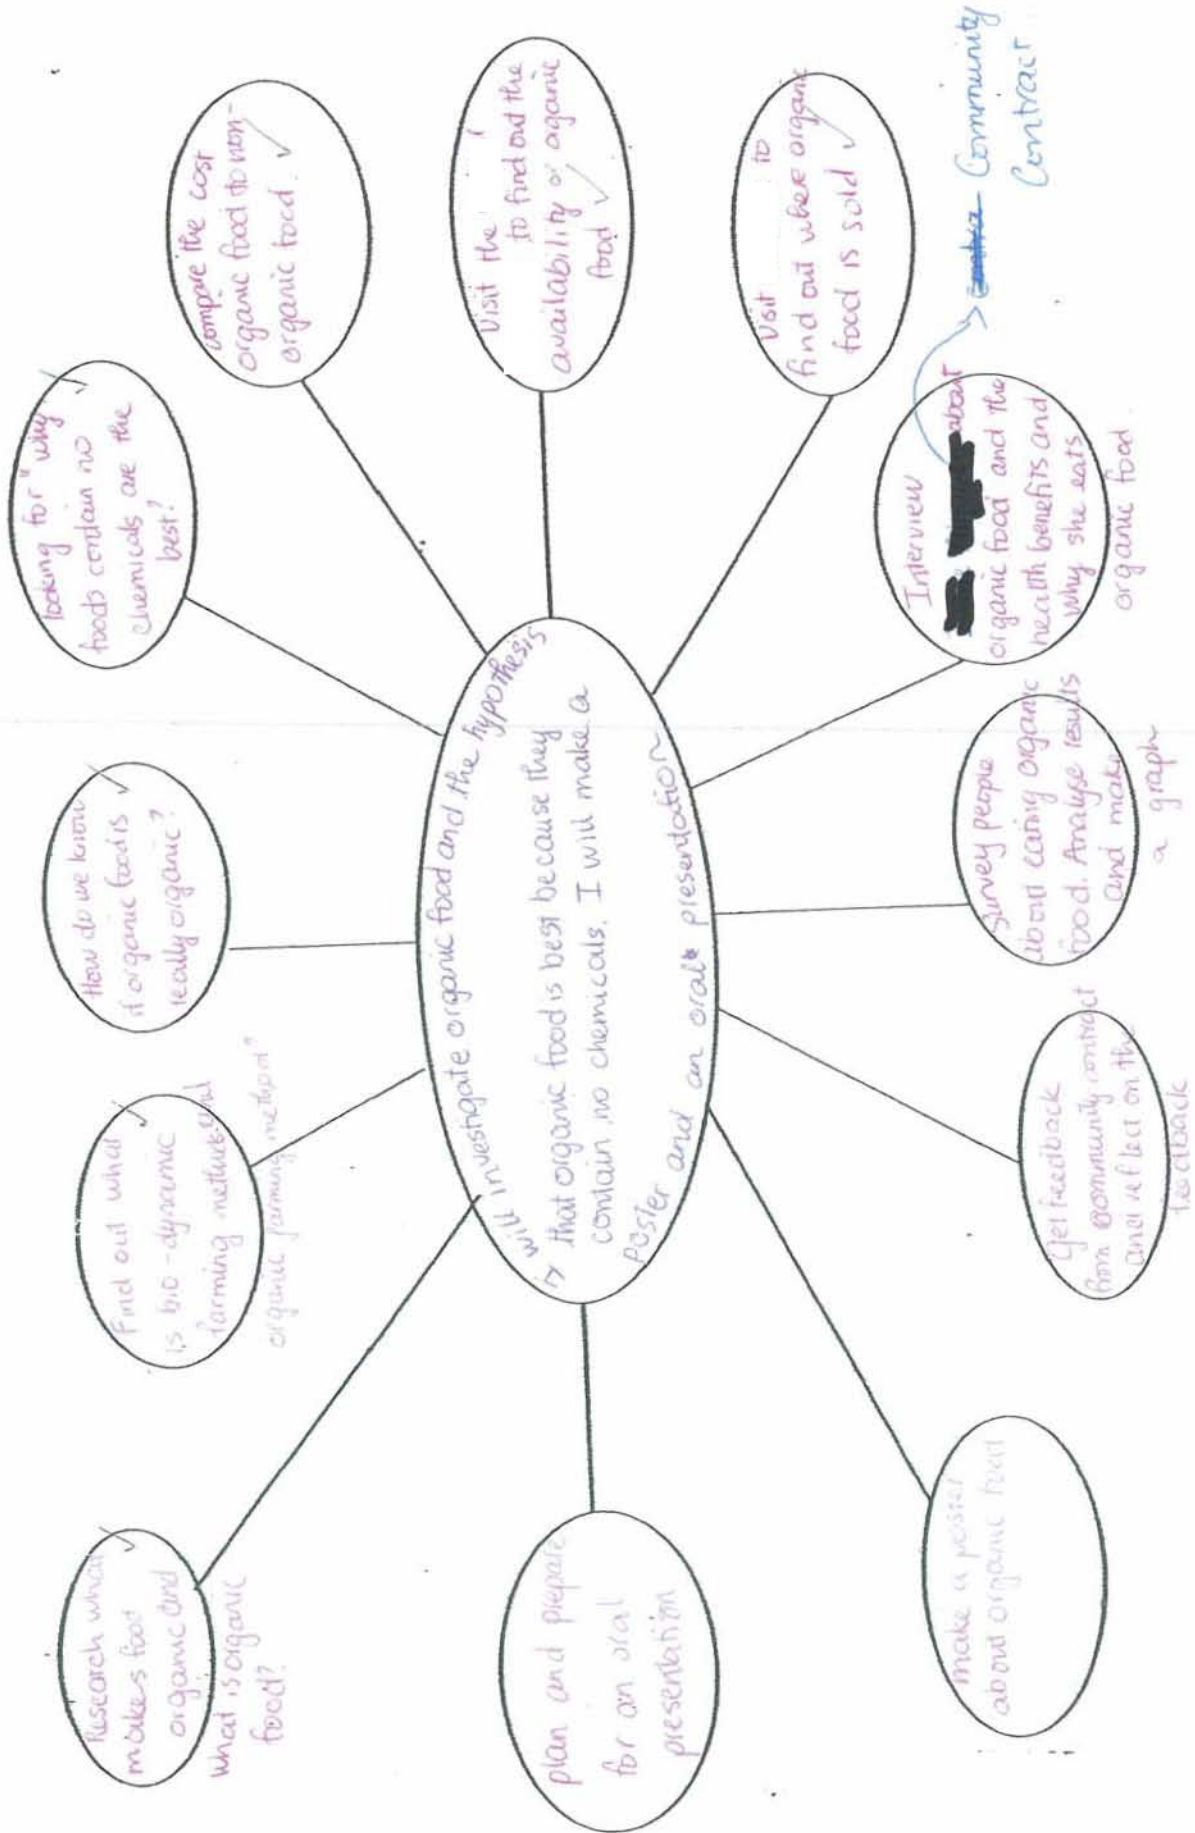 I will investigate organic food and the hypothesis
is that organic food is best because they
contain no chemicals. I will make a
poster and an oral presentation
Research what
makes food
organic and
what is organic
food?
Find out what
is bio-dynamic
farming method and
organic farming method?
How do we know
if organic food is
really organic?
looking for "why
foods contain no
chemicals are the
best?
compare the cost
organic food to non-
organic food.
Visit the
to find out the
availability of organic
food
Visit to
find out where organic
food is sold
Interview
about
organic food and the
health benefits and
why she eats
organic food.
Community
Contract
Survey people
about eating organic
food. Analyse results
and make
a graph
Get feedback
from community contract
and reflect on the
feedback
make a poster
about organic food
plan and prepare
for an oral
presentation